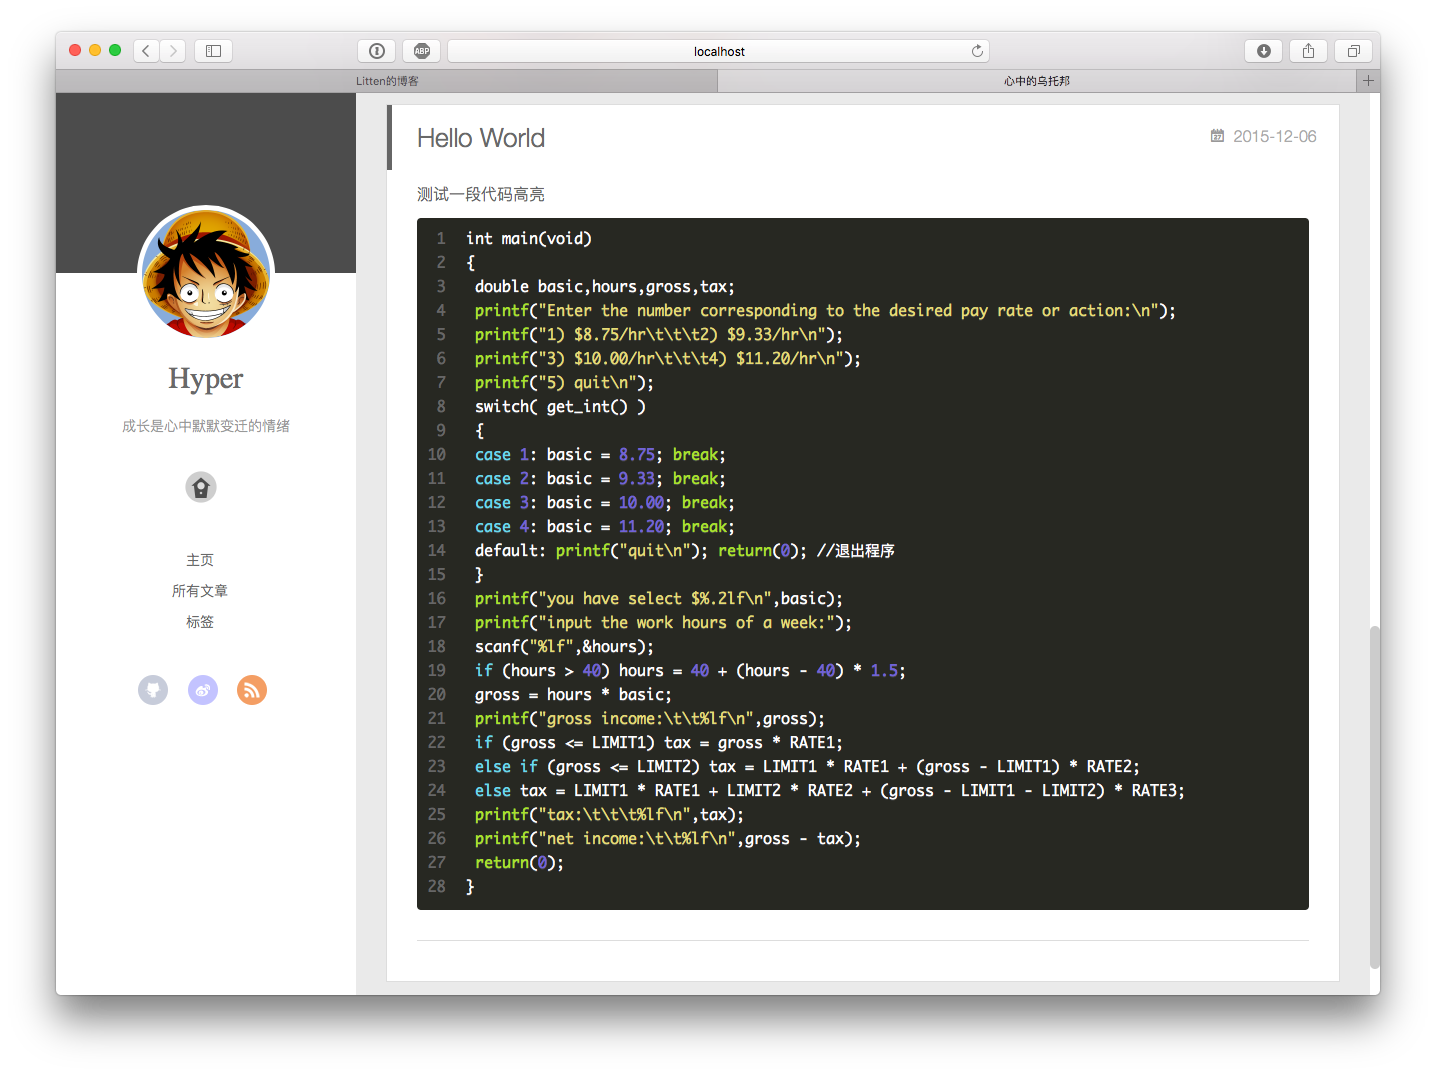 ABP
localhost
Litten的博客
心中的乌托邦
Hyper
成长是心中默默变迁的情绪
主页
所有文章
标签
Hello World
27 2015-12-06
测试一段代码高亮
1 int main(void)
2 {
3 double basic,hours,gross,tax;
4 printf("Enter the number corresponding to the desired pay rate or action:\n");
5 printf("1) $8.75/hr\t\t\t2) $9.33/hr\n");
6 printf("3) $10.00/hr\t\t\t4) $11.20/hr\n");
7 printf("5) quit\n");
8 switch( get_int() )
9 {
10 case 1: basic = 8.75; break;
11 case 2: basic = 9.33; break;
12 case 3: basic = 10.00; break;
13 case 4: basic = 11.20; break;
14 default: printf("quit\n"); return(0); //退出程序
15 }
16 printf("you have select $%.2lf\n",basic);
17 printf("input the work hours of a week:");
18 scanf("%lf",&hours);
19 if (hours > 40) hours = 40 + (hours - 40) * 1.5;
20 gross = hours * basic;
21 printf("gross income:\t\t%lf\n",gross);
22 if (gross <= LIMIT1) tax = gross * RATE1;
23 else if (gross <= LIMIT2) tax = LIMIT1 * RATE1 + (gross - LIMIT1) * RATE2;
24 else tax = LIMIT1 * RATE1 + LIMIT2 * RATE2 + (gross - LIMIT1 - LIMIT2) * RATE3;
25 printf("tax:\t\t\t%lf\n",tax);
26 printf("net income:\t\t%lf\n",gross - tax);
27 return(0);
28 }